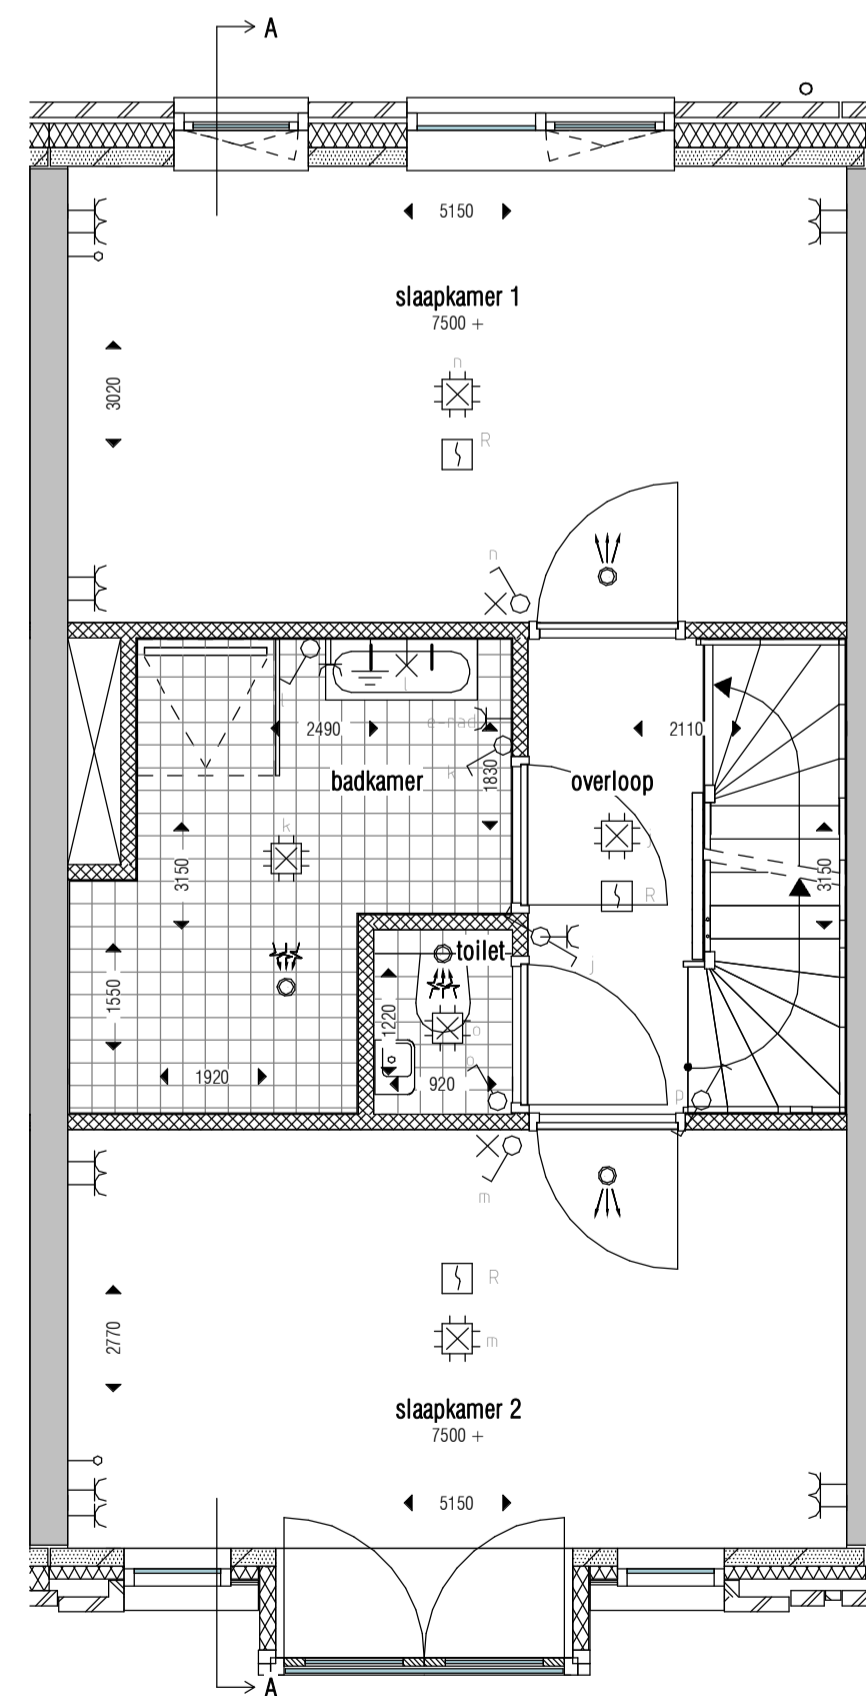 A
5150
slaapkamer 1
7500 +
n
3020
R
n
l
2490
e-rad
2110
k
1830
badkamer
overloop
k
j
3150
3150
R
toilet
j
1550
1220
o
o
1920
920
p
m
R
2770
m
slaapkamer 2
7500 +
5150
A